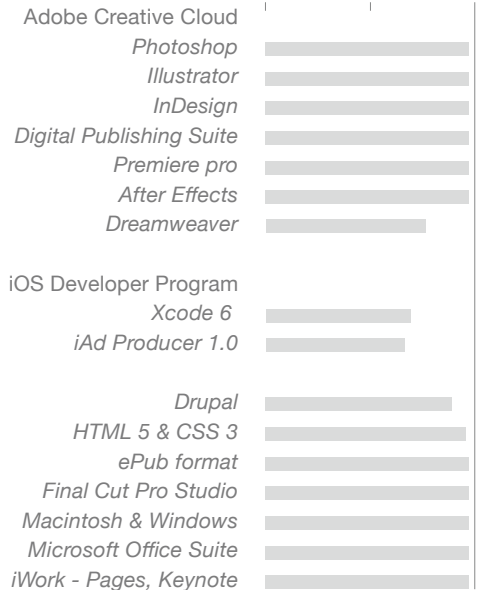 Adobe Creative Cloud
Photoshop
Illustrator
InDesign
Digital Publishing Suite
Premiere pro
After Effects
Dreamweaver
iOS Developer Program
Xcode 6
iAd Producer 1.0
Drupal
HTML 5 & CSS 3
ePub format
Final Cut Pro Studio
Macintosh & Windows
Microsoft Office Suite
iWork - Pages, Keynote